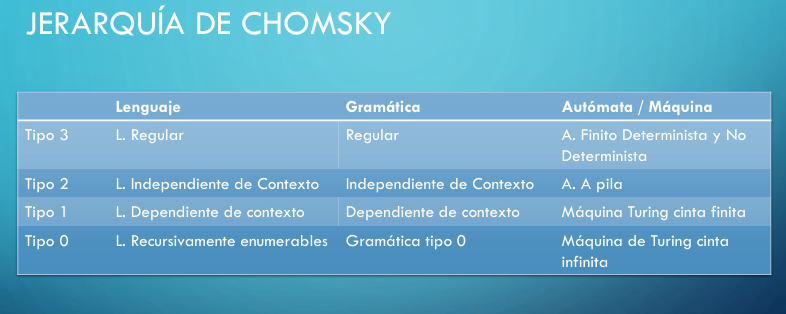 JERARQUÍA DE CHOMSKY
Lenguaje Gramática Autómata / Máquina
Tipo 3 L. Regular Regular A. Finito Determinista y No
Determinista
Tipo 2 L. Independiente de Contexto Independiente de Contexto A. A pila
Tipo 1 L. Dependiente de contexto Dependiente de contexto Máquina Turing cinta finita
Tipo 0 L. Recursivamente enumerables Gramática tipo 0 Máquina de Turing cinta
infinita